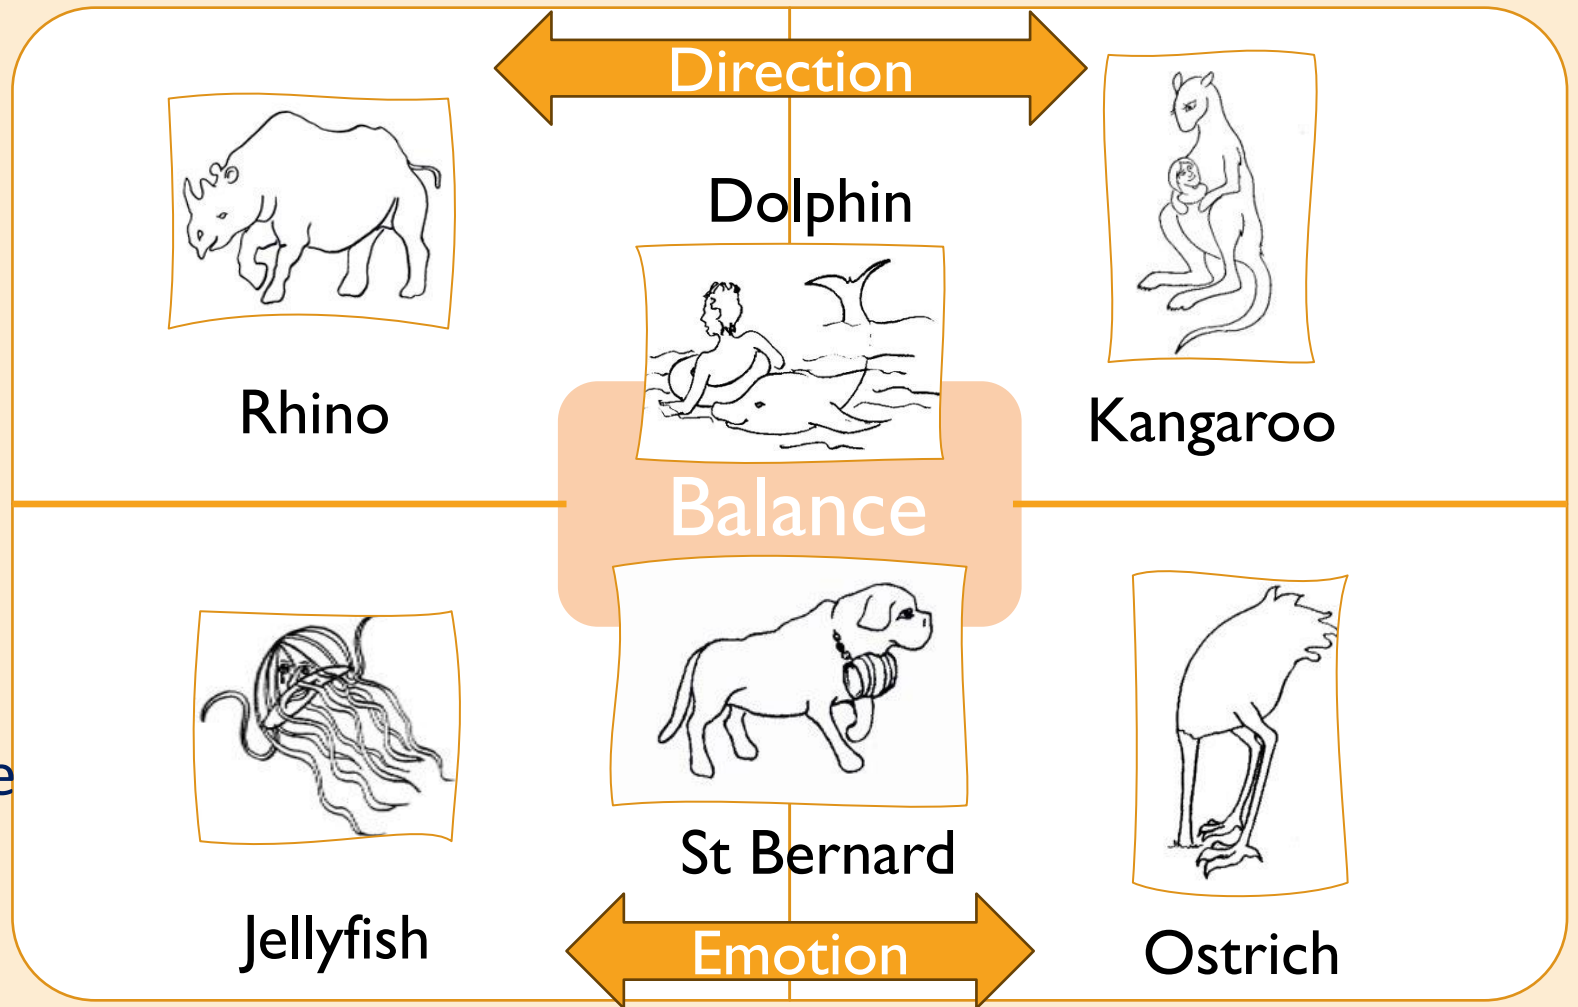 Direction
Dolphin
Rhino
Kangaroo
Balance
e
St Bernard
Jellyfish
Emotion
Ostrich